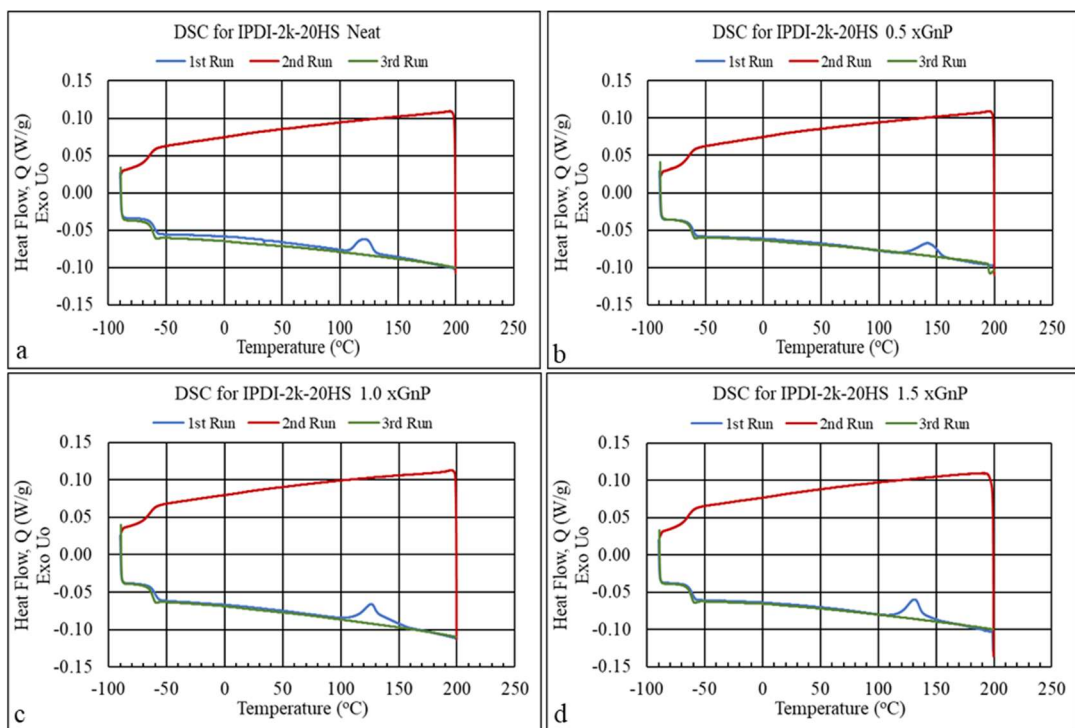 DSC for IPDI-2k-20HS Neat
1st Run 2nd Run 3rd Run
0.15
0.10
0.05
0.00
-0.05
-0.10
-0.15
Heat Flow, Q (W/g)
Exo Uo
-100 -50 0 50 100 150 200 250
Temperature (°C)
a
DSC for IPDI-2k-20HS 0.5 xGnP
1st Run 2nd Run 3rd Run
0.15
0.10
0.05
0.00
-0.05
-0.10
-0.15
Heat Flow, Q (W/g)
Exo Uo
-100 -50 0 50 100 150 200 250
Temperature (°C)
b
DSC for IPDI-2k-20HS 1.0 xGnP
1st Run 2nd Run 3rd Run
0.15
0.10
0.05
0.00
-0.05
-0.10
-0.15
Heat Flow, Q (W/g)
Exo Uo
-100 -50 0 50 100 150 200 250
Temperature (°C)
c
DSC for IPDI-2k-20HS 1.5 xGnP
1st Run 2nd Run 3rd Run
0.15
0.10
0.05
0.00
-0.05
-0.10
-0.15
Heat Flow, Q (W/g)
Exo Uo
-100 -50 0 50 100 150 200 250
Temperature (°C)
d